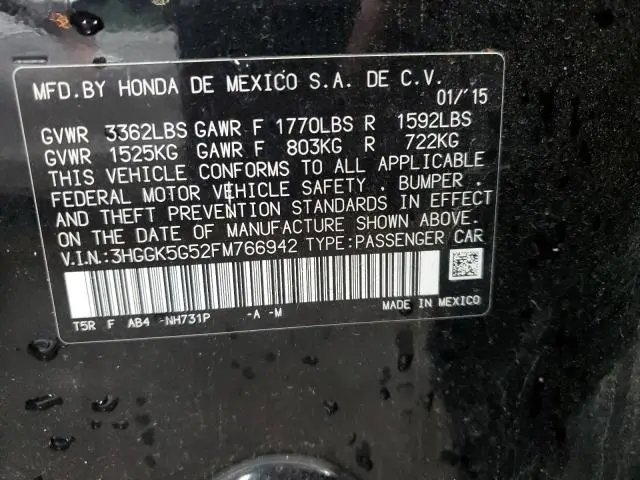 MFD.BY HONDA DE MEXICO S.A. DE C.V.
01/'15
GVWR 3362LBS GAWR F 1770LBS R 1592LBS
GVWR 1525KG GAWR F 803KG R 722KG
THIS VEHICLE CONFORMS TO ALL APPLICABLE
FEDERAL MOTOR VEHICLE SAFETY , BUMPER ,
AND THEFT PREVENTION STANDARDS IN EFFECT
ON THE DATE OF MANUFACTURE SHOWN ABOVE.
V.I.N.:3HGGK5G52FM766942 TYPE:PASSENGER CAR
T5R F AB4 -NH731P -A -M
MADE IN MEXICO